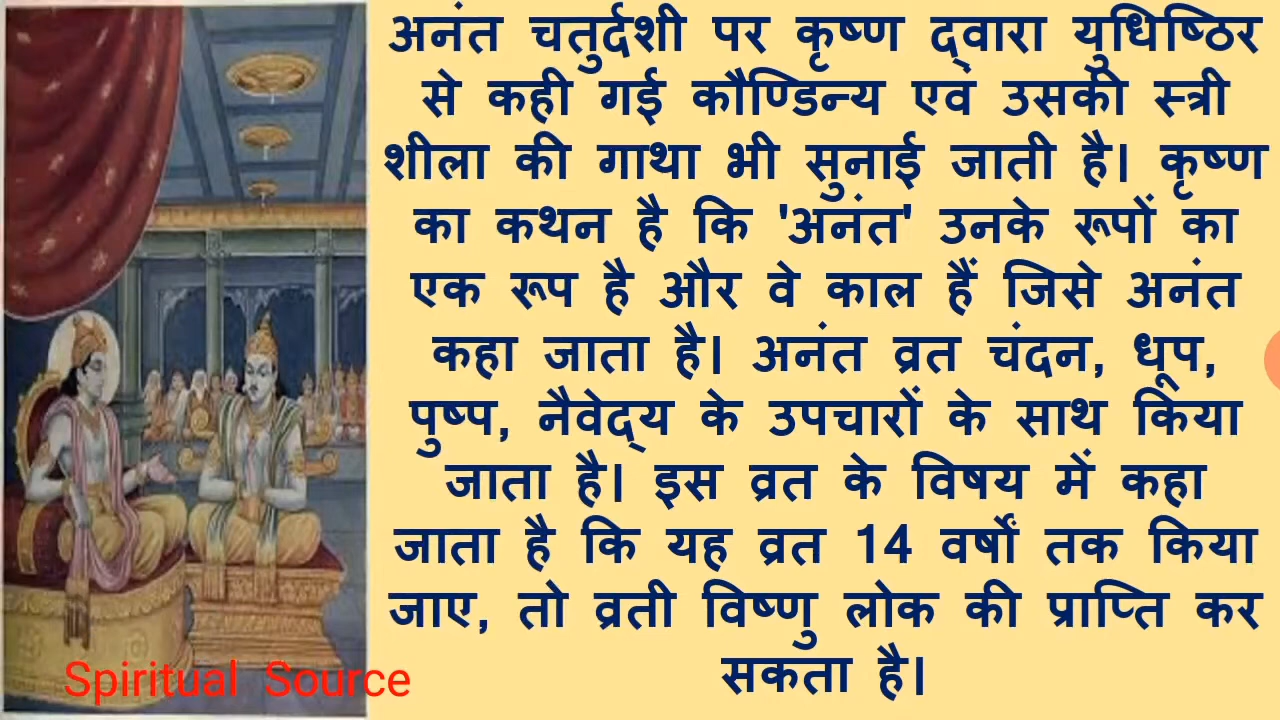 अनंत चतुर्दशी पर कृष्ण द्वारा युधिष्ठिर
से कही गई कौण्डिन्य एवं उसकी स्त्री
शीला की गाथा भी सुनाई जाती है। कृष्ण
का कथन है कि 'अनंत' उनके रूपों का
एक रूप है और वे काल हैं जिसे अनंत
कहा जाता है। अनंत व्रत चंदन, धूप,
पुष्प, नैवेद्य के उपचारों के साथ किया
जाता है। इस व्रत के विषय में कहा
जाता है कि यह व्रत 14 वर्षों तक किया
जाए, तो व्रती विष्णु लोक की प्राप्ति कर
सकता है।
Spiritual Source